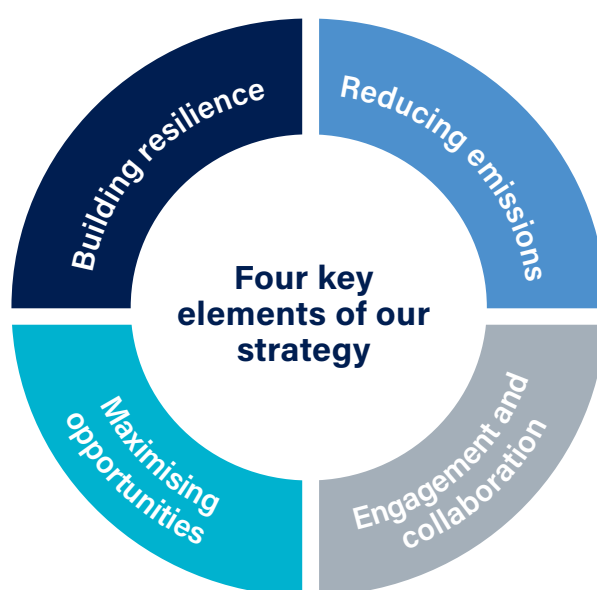 Building resilience
Reducing emissions
Four key
elements of our
strategy
Maximising
opportunities
Engagement and
collaboration